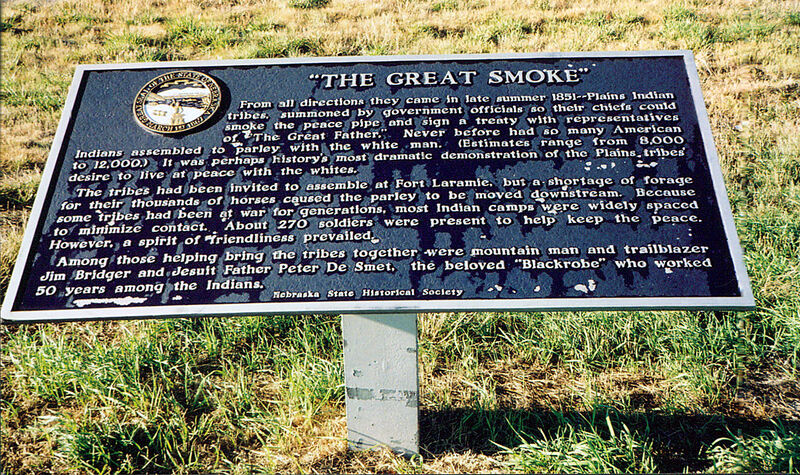 "THE GREAT SMOKE"
From all directions they came in late summer 1851--Plains Indian
tribes, summoned by government officials so their chiefs could
smoke the peace pipe and sign a treaty with representatives
of "The Great Father." Never before had so many American
Indians assembled to parley with the white man. (Estimates range from 8,000
to 12,000.) It was perhaps history's most dramatic demonstration of the Plains tribes'
desire to live at peace with the whites.
The tribes had been invited to assemble at Fort Laramie, but a shortage of forage
for their thousands of horses caused the parley to be moved downstream. Because
some tribes had been at war for generations, most Indian camps were widely spaced
to minimize contact. About 270 soldiers were present to help keep the peace.
However, a spirit of friendliness prevailed.
Among those helping bring the tribes together were mountain man and trailblazer
Jim Bridger and Jesuit Father Peter De Smet, the beloved "Blackrobe" who worked
50 years among the Indians.
Nebraska State Historical Society